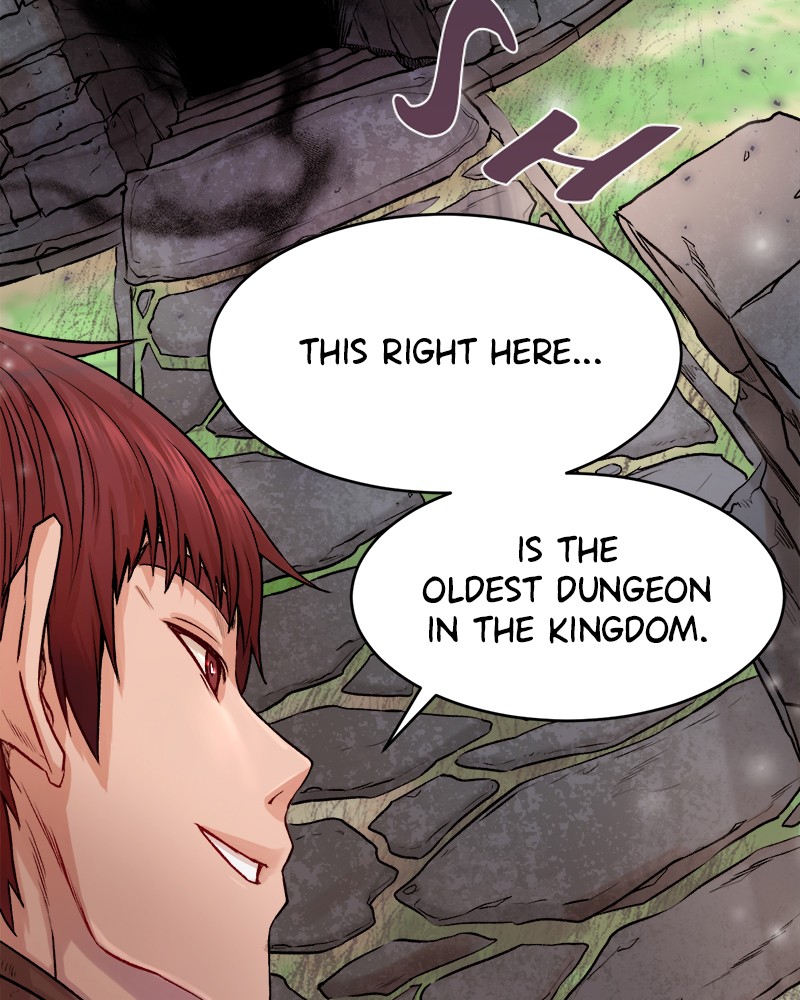 SH
THIS RIGHT HERE...
IS THE
OLDEST DUNGEON
IN THE KINGDOM.